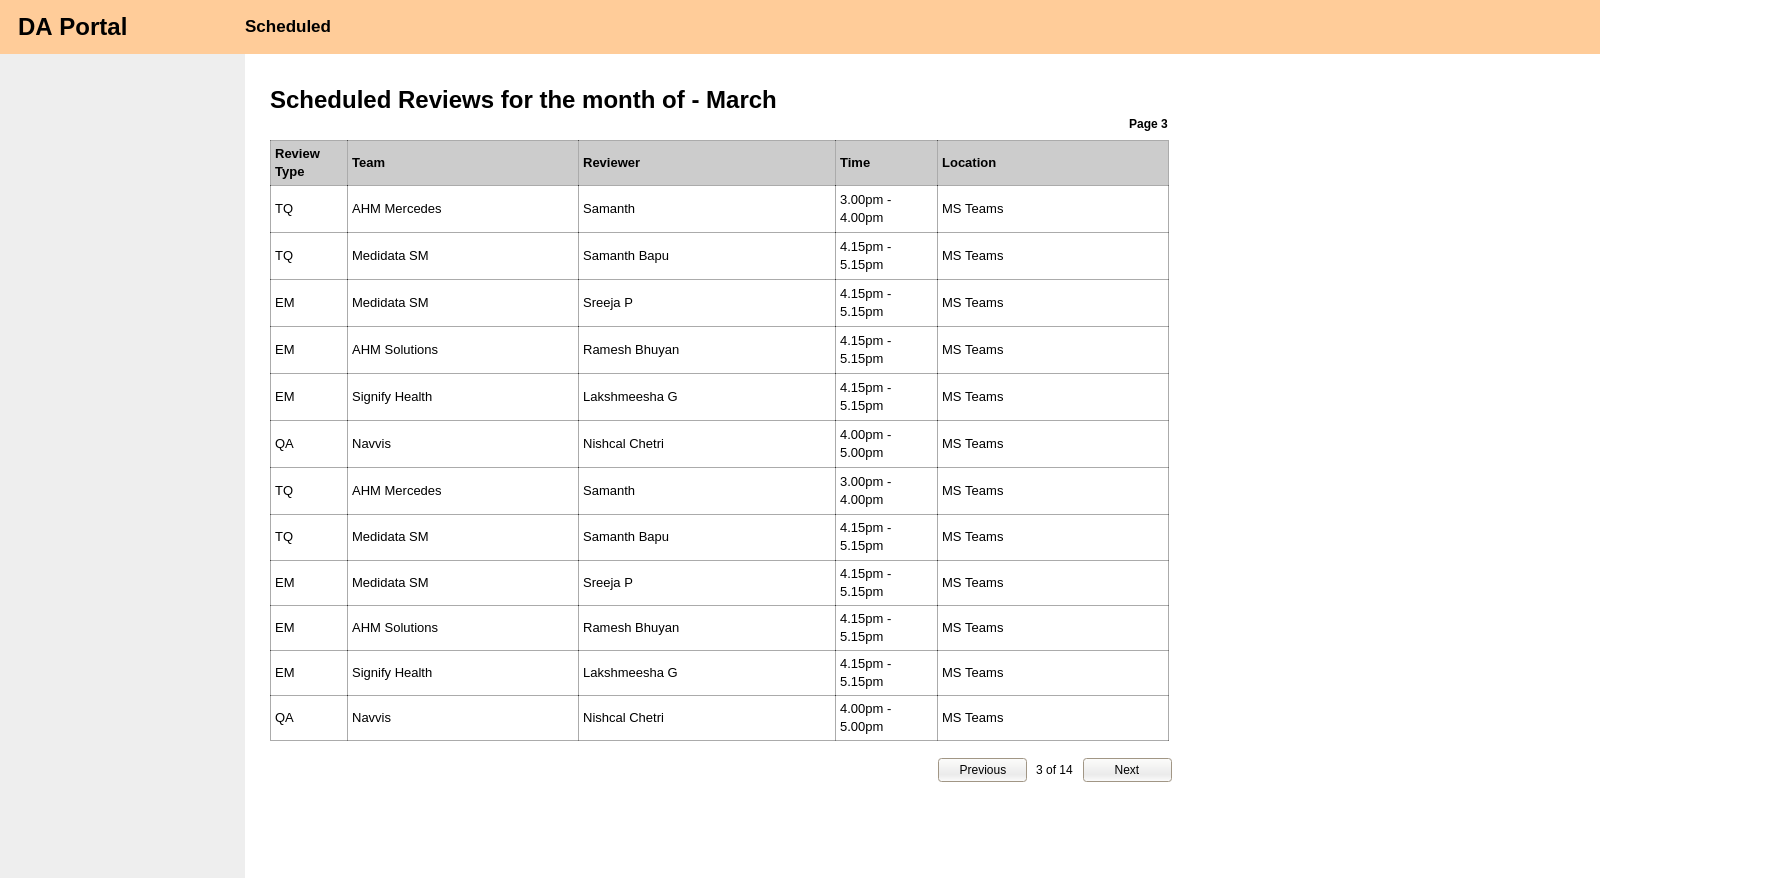 DA Portal
Scheduled
Scheduled Reviews for the month of - March
Page 3
Review Type Team Reviewer Time Location
TQ AHM Mercedes Samanth 3.00pm - 4.00pm MS Teams
TQ Medidata SM Samanth Bapu 4.15pm - 5.15pm MS Teams
EM Medidata SM Sreeja P 4.15pm - 5.15pm MS Teams
EM AHM Solutions Ramesh Bhuyan 4.15pm - 5.15pm MS Teams
EM Signify Health Lakshmeesha G 4.15pm - 5.15pm MS Teams
QA Navvis Nishcal Chetri 4.00pm - 5.00pm MS Teams
TQ AHM Mercedes Samanth 3.00pm - 4.00pm MS Teams
TQ Medidata SM Samanth Bapu 4.15pm - 5.15pm MS Teams
EM Medidata SM Sreeja P 4.15pm - 5.15pm MS Teams
EM AHM Solutions Ramesh Bhuyan 4.15pm - 5.15pm MS Teams
EM Signify Health Lakshmeesha G 4.15pm - 5.15pm MS Teams
QA Navvis Nishcal Chetri 4.00pm - 5.00pm MS Teams
Previous 3 of 14 Next